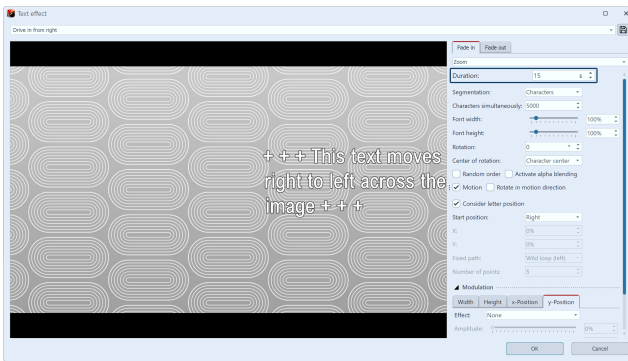 Text effect
Drive in from right
Fade in Fade out
Zoom
Duration: 15 s
Segmentation: Characters
Characters simultaneously: 5000
Font width: 100%
Font height: 100%
Rotation: 0 °
Center of rotation: Character center
Random order Activate alpha blending
Motion Rotate in motion direction
Consider letter position
Start position: Right
X: 0%
Y: 0%
Fixed path: Wild loop (left)
Number of points: 5
Modulation
Width Height x-Position y-Position
Effect: None
Amplitude: 0%
OK Cancel
+ + + This text moves
right to left across the
image + + +